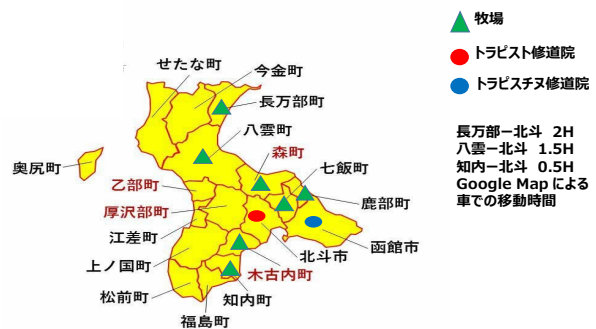 牧場
トラピスト修道院
トラピスチヌ修道院
せたな町
今金町
長万部町
八雲町
森町
七飯町
奥尻町
乙部町
鹿部町
厚沢部町
江差町
函館市
北斗市
上ノ国町
木古内町
松前町
知内町
福島町
長万部ー北斗 2H
八雲ー北斗 1.5H
知内ー北斗 0.5H
Google Map による
車での移動時間